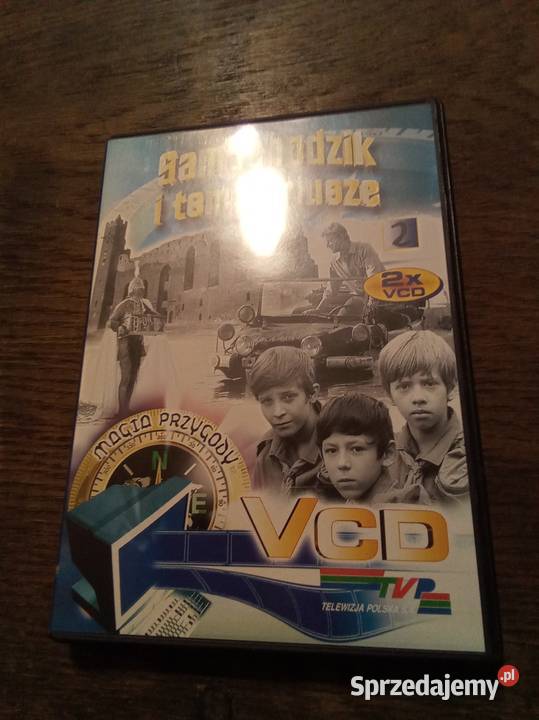 i
2
2x
VCD
MAGIA PRZYGODY
N
E
VCD
TVP
TELEWIZJA POLSKA S.A.
Sprzedajemy.pl